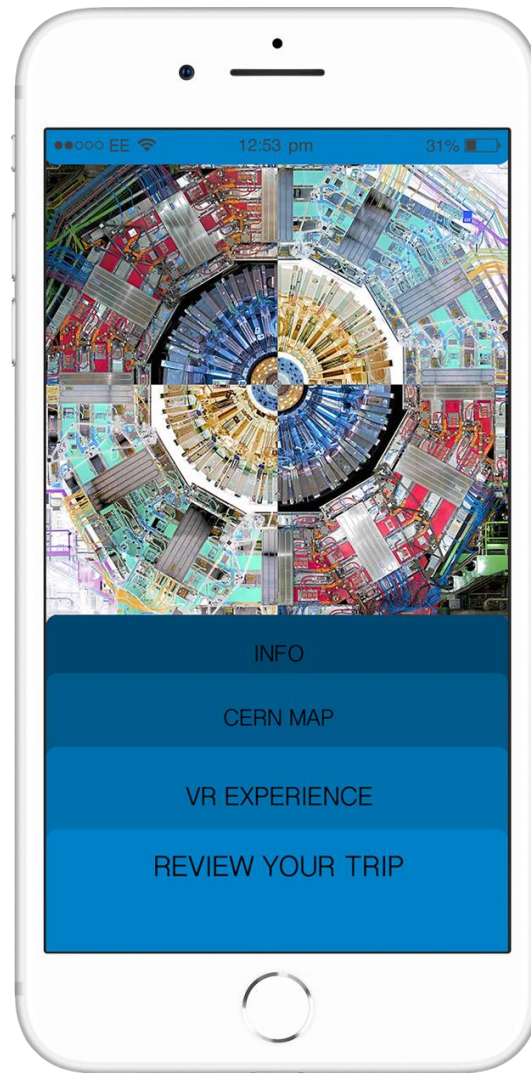 ●●○○○ EE 12:53 pm 31%
INFO
CERN MAP
VR EXPERIENCE
REVIEW YOUR TRIP